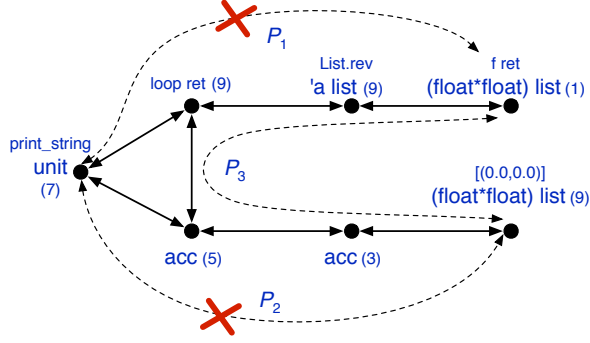 P1
List.rev
f ret
loop ret (9)
'a list (9)
(float*float) list (1)
print_string
unit
(7)
P3
[(0.0,0.0)]
(float*float) list (9)
acc (5)
acc (3)
P2